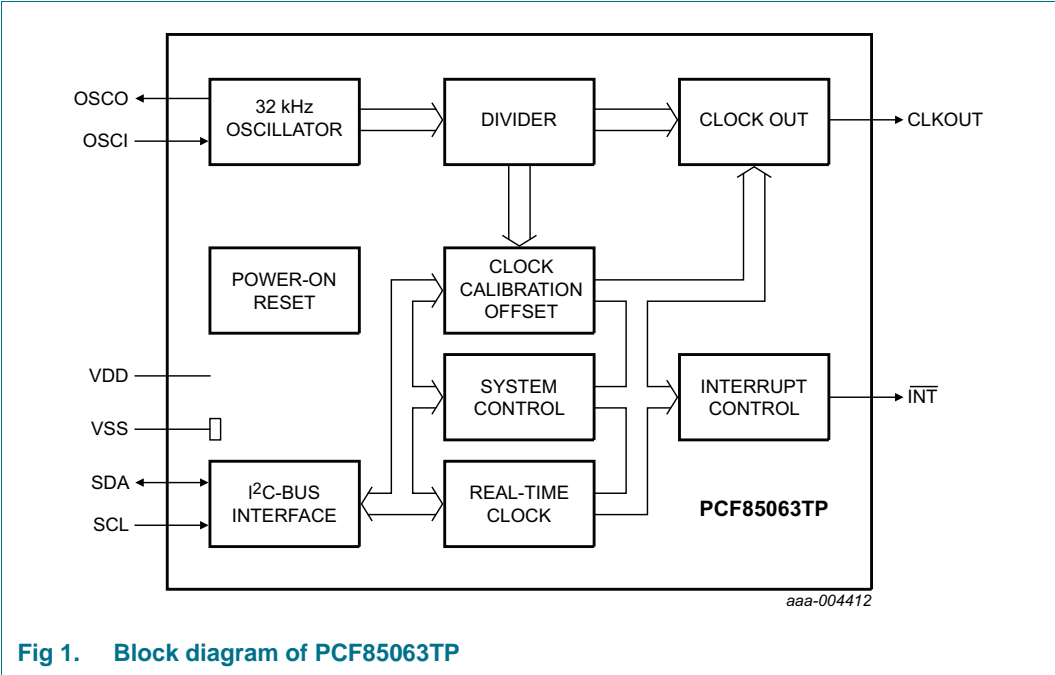 OSCO
OSCI
32 kHz
OSCILLATOR
DIVIDER
CLOCK OUT
CLKOUT
POWER-ON
RESET
CLOCK
CALIBRATION
OFFSET
VDD
VSS
SYSTEM
CONTROL
INTERRUPT
CONTROL
INT
SDA
SCL
I2C-BUS
INTERFACE
REAL-TIME
CLOCK
PCF85063TP
aaa-004412
Fig 1. Block diagram of PCF85063TP